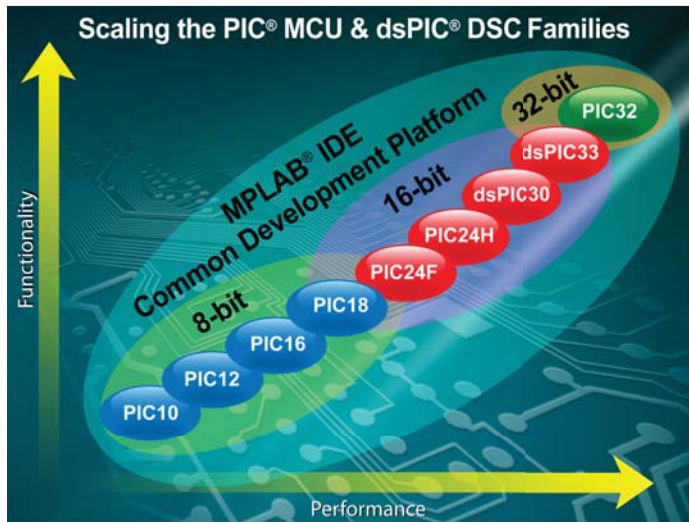 Scaling the PIC® MCU & dsPIC® DSC Families
Functionality
MPLAB® IDE
Common Development Platform
32-bit
PIC32
dsPIC33
16-bit
dsPIC30
PIC24H
PIC24F
8-bit
PIC18
PIC16
PIC12
PIC10
Performance